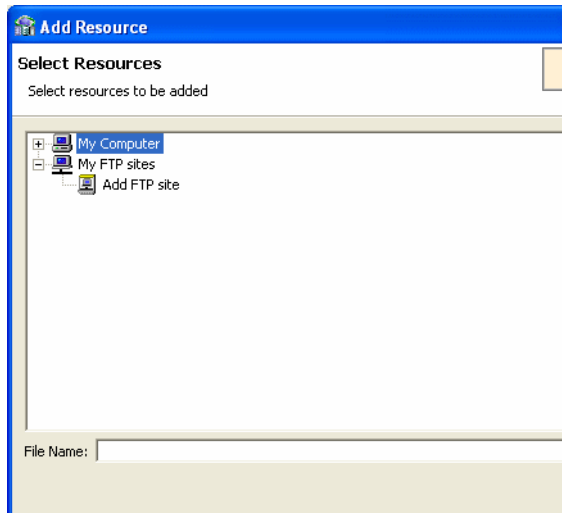 Add Resource
Select Resources
Select resources to be added
My Computer
My FTP sites
Add FTP site
File Name: